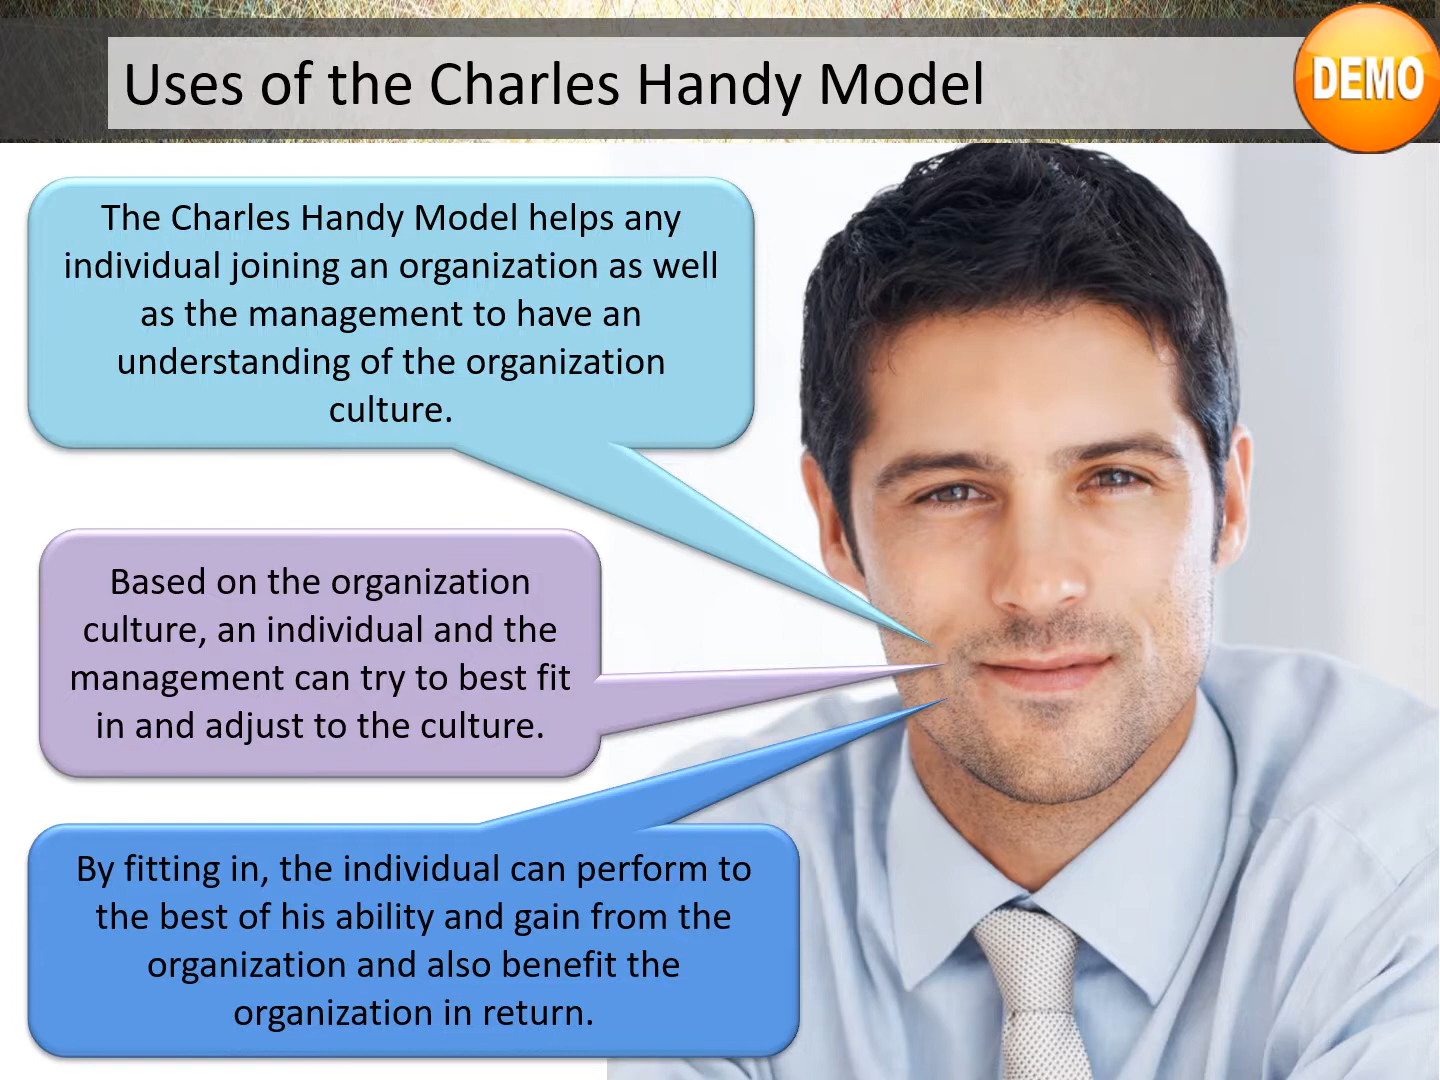 Uses of the Charles Handy Model
DEMO
The Charles Handy Model helps any
individual joining an organization as well
as the management to have an
understanding of the organization
culture.
Based on the organization
culture, an individual and the
management can try to best fit
in and adjust to the culture.
By fitting in, the individual can perform to
the best of his ability and gain from the
organization and also benefit the
organization in return.